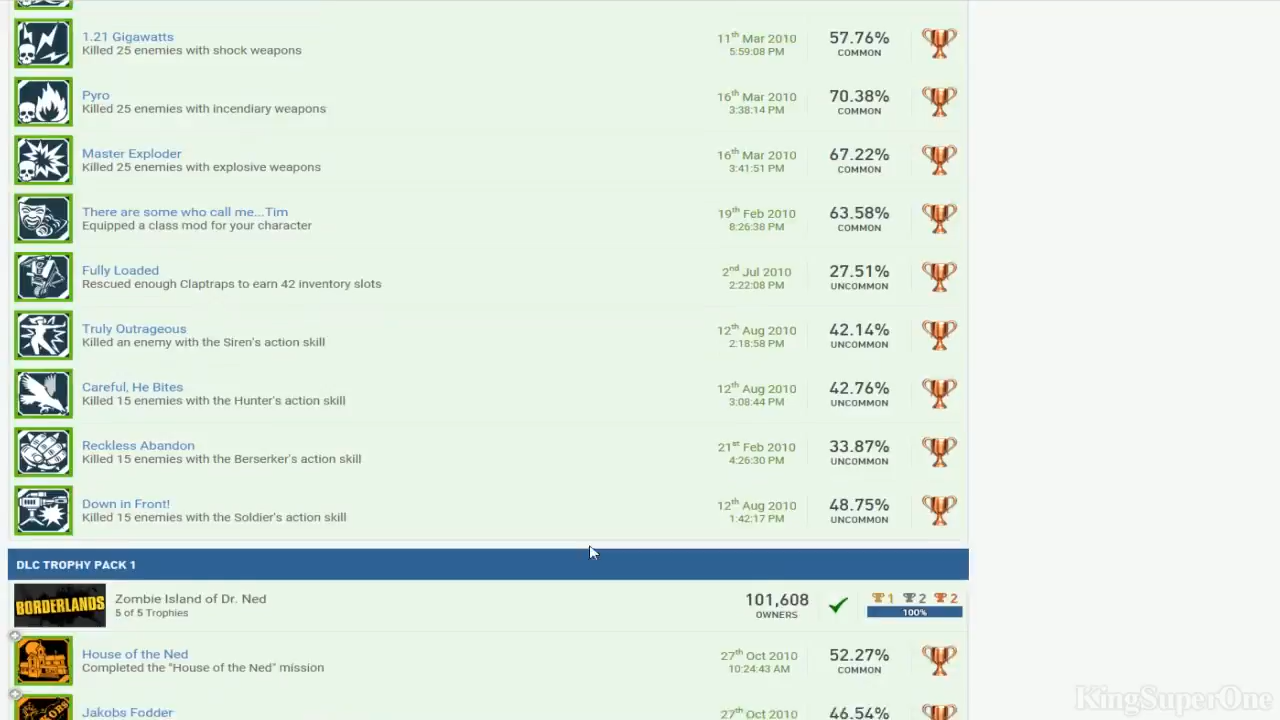 1.21 Gigawatts
Killed 25 enemies with shock weapons
11th Mar 2010
5:59:08 PM
57.76%
COMMON
Pyro
Killed 25 enemies with incendiary weapons
16th Mar 2010
3:38:14 PM
70.38%
COMMON
Master Exploder
Killed 25 enemies with explosive weapons
16th Mar 2010
3:41:51 PM
67.22%
COMMON
There are some who call me...Tim
Equipped a class mod for your character
19th Feb 2010
8:26:38 PM
63.58%
COMMON
Fully Loaded
Rescued enough Claptraps to earn 42 inventory slots
2nd Jul 2010
2:22:08 PM
27.51%
UNCOMMON
Truly Outrageous
Killed an enemy with the Siren's action skill
12th Aug 2010
2:18:58 PM
42.14%
UNCOMMON
Careful, He Bites
Killed 15 enemies with the Hunter's action skill
12th Aug 2010
3:08:44 PM
42.76%
UNCOMMON
Reckless Abandon
Killed 15 enemies with the Berserker's action skill
21st Feb 2010
4:26:30 PM
33.87%
UNCOMMON
Down in Front!
Killed 15 enemies with the Soldier's action skill
12th Aug 2010
1:42:17 PM
48.75%
UNCOMMON
DLC TROPHY PACK 1
BORDERLANDS
Zombie Island of Dr. Ned
5 of 5 Trophies
101,608
OWNERS
1 2 2
100%
House of the Ned
Completed the "House of the Ned" mission
27th Oct 2010
10:24:43 AM
52.27%
COMMON
Jakobs Fodder
27th Oct 2010
46.54%
KingSuperOne